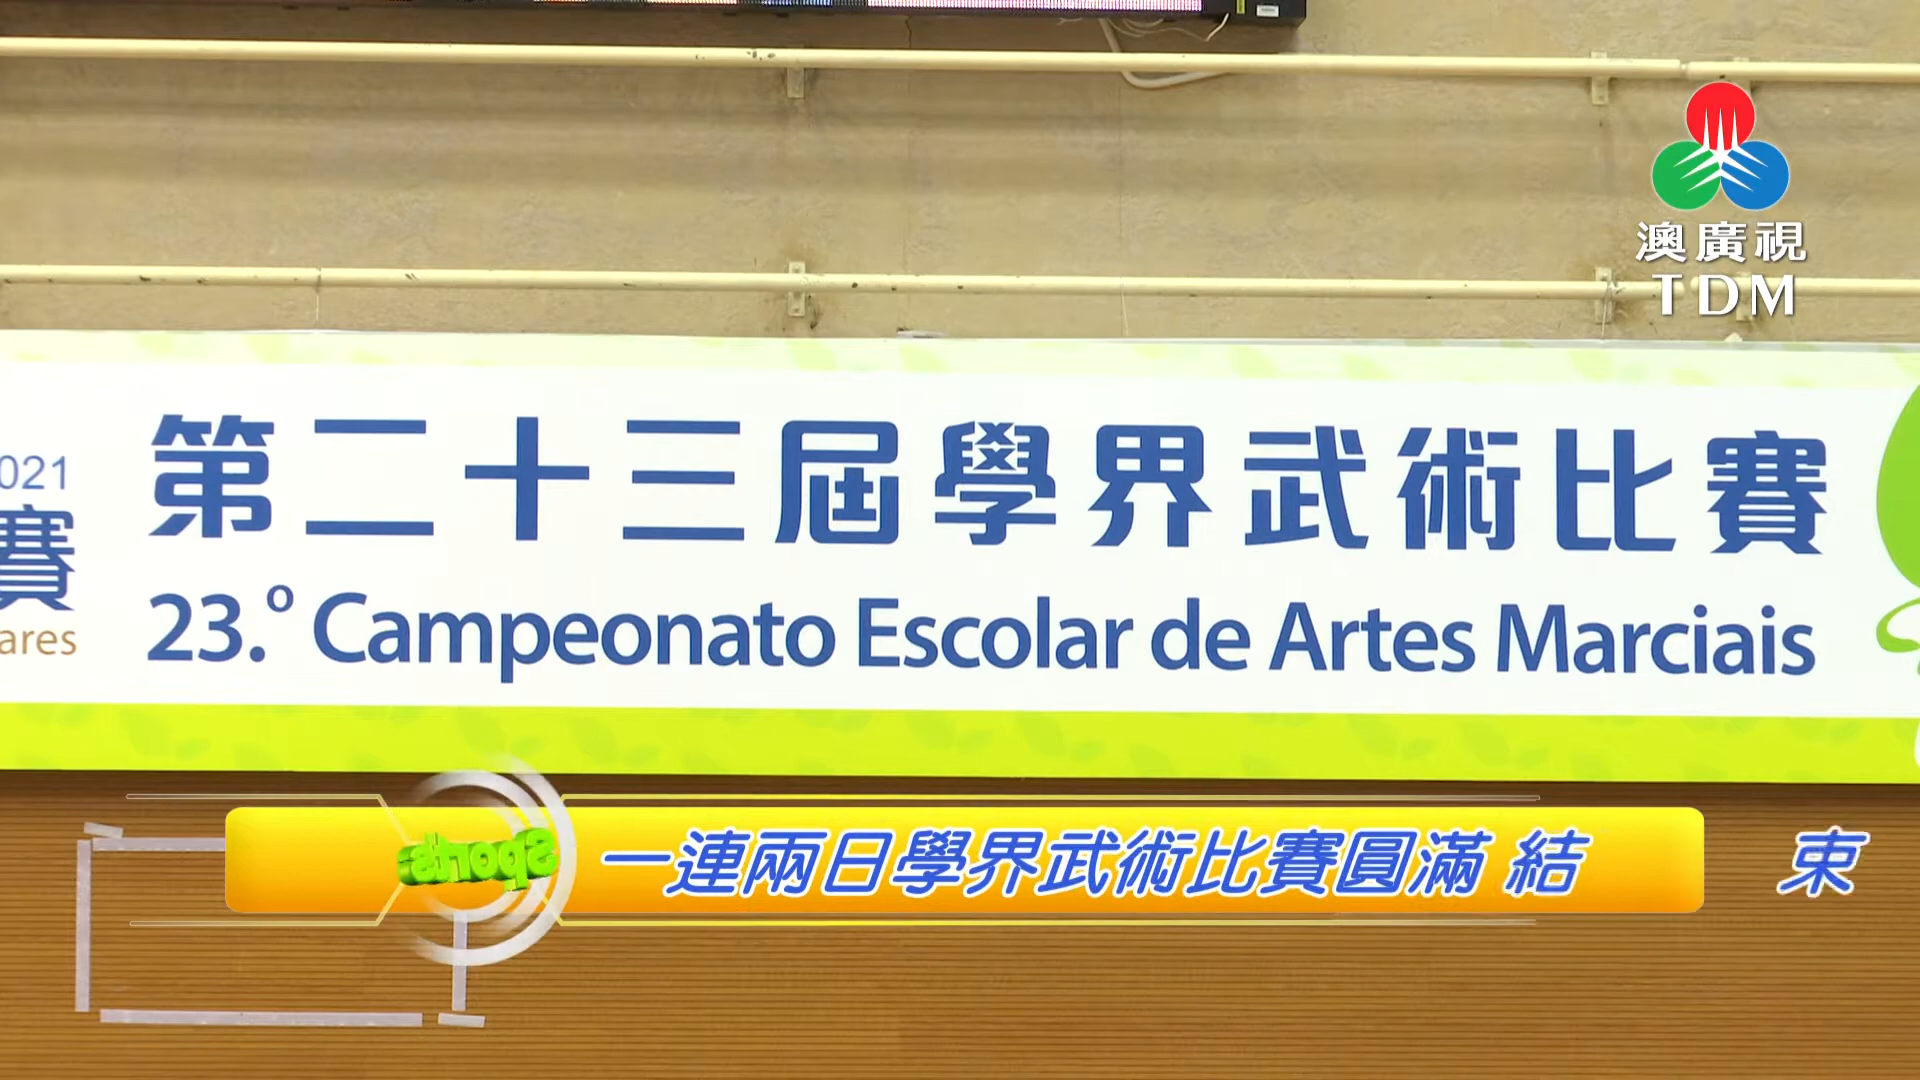 澳廣視
TDM
021
賽
ares
第二十三屆學界武術比賽
23.º Campeonato Escolar de Artes Marciais
Sports
一連兩日學界武術比賽圓滿結束